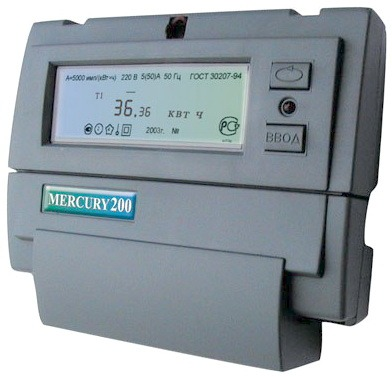 A=5000 имп/(кВт·ч) 220 В 5(50)А 50 Гц ГОСТ 30207-94
T1
36.36 КВТ Ч
2003г. №
РС
ВВОД
MERCURY200